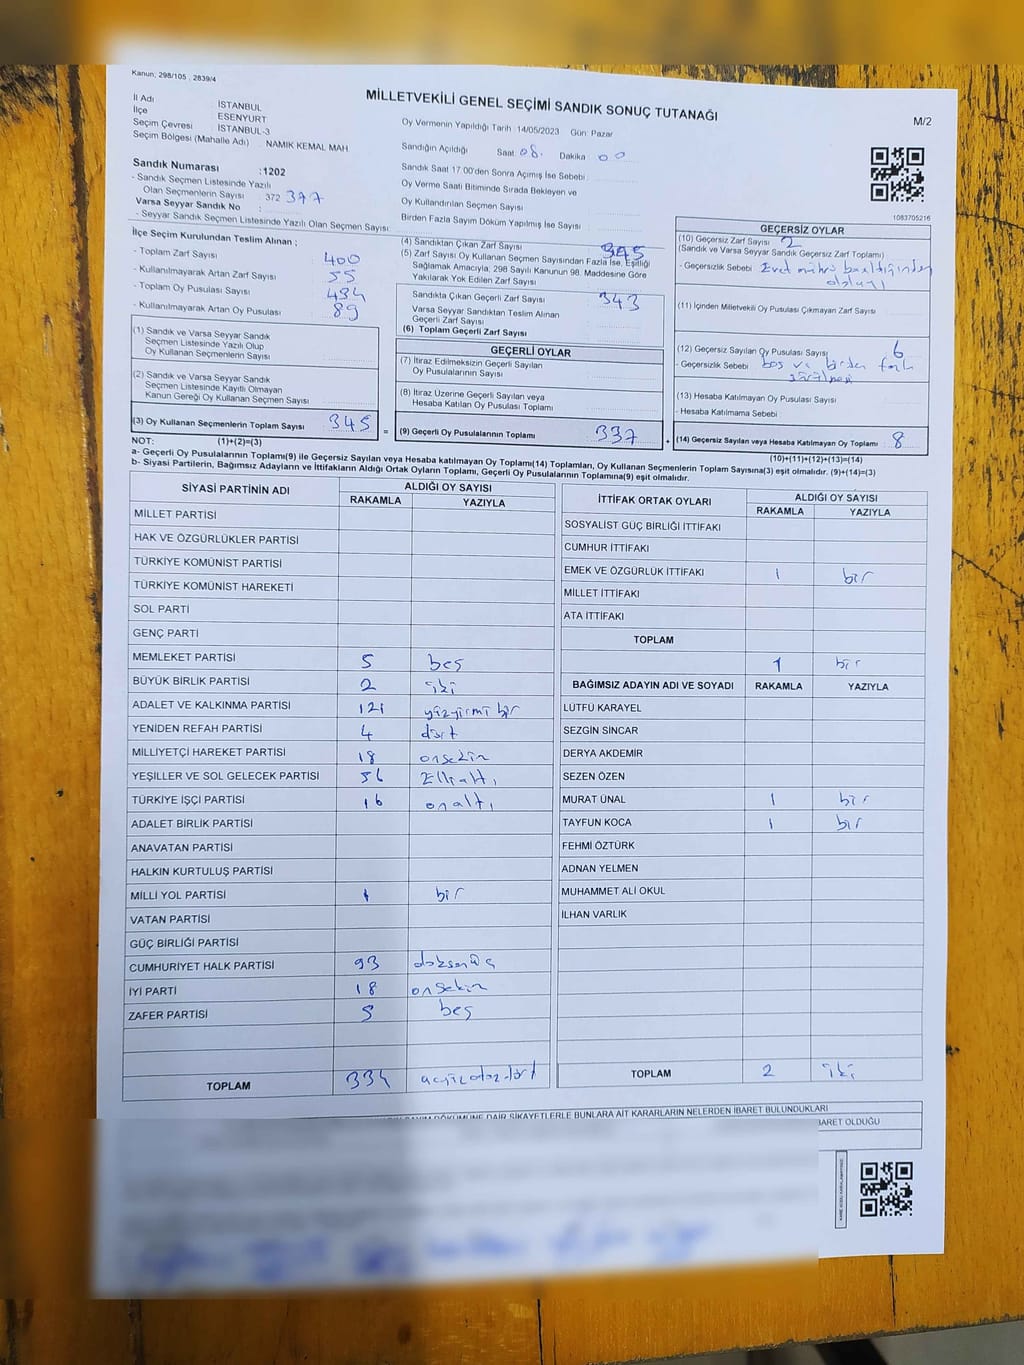 Kanun; 298/105 , 2839/4
MİLLETVEKİLİ GENEL SEÇİMİ SANDIK SONUÇ TUTANAĞI
M/2
İl Adı : İSTANBUL
İlçe : ESENYURT
Seçim Çevresi : İSTANBUL-3
Seçim Bölgesi (Mahalle Adı) : NAMIK KEMAL MAH
Sandık Numarası : 1202
- Sandık Seçmen Listesinde Yazılı
Olan Seçmenlerin Sayısı : 372 377
Varsa Seyyar Sandık No :
- Seyyar Sandık Seçmen Listesinde Yazılı Olan Seçmen Sayısı
Oy Vermenin Yapıldığı Tarih : 14/05/2023 Gün: Pazar
Sandığın Açıldığı Saat 08. Dakika 00
Sandık Saat 17.00'den Sonra Açımış İse Sebebi
Oy Verme Saati Bitiminde Sırada Bekleyen ve
Oy Kullandırılan Seçmen Sayısı
Birden Fazla Sayım Döküm Yapılmış İse Sayısı
1083705216
İlçe Seçim Kurulundan Teslim Alınan ;
- Toplam Zarf Sayısı 400
- Kullanılmayarak Artan Zarf Sayısı 55
- Toplam Oy Pusulası Sayısı 434
- Kullanılmayarak Artan Oy Pusulası 89
(1) Sandık ve Varsa Seyyar Sandık
Seçmen Listesinde Yazılı Olup
Oy Kullanan Seçmenlerin Sayısı
(2) Sandık ve Varsa Seyyar Sandık
Seçmen Listesinde Kayıtlı Olmayan
Kanun Gereği Oy Kullanan Seçmen Sayısı
(3) Oy Kullanan Seçmenlerin Toplam Sayısı 345
(4) Sandıktan Çıkan Zarf Sayısı 345
(5) Zarf Sayısı Oy Kullanan Seçmen Sayısından Fazla İse, Eşitliği
Sağlamak Amacıyla, 298 Sayılı Kanunun 98. Maddesine Göre
Yakılarak Yok Edilen Zarf Sayısı
Sandıkta Çıkan Geçerli Zarf Sayısı 343
Varsa Seyyar Sandıktan Teslim Alınan
Geçerli Zarf Sayısı
(6) Toplam Geçerli Zarf Sayısı
GEÇERLİ OYLAR
(7) İtiraz Edilmeksizin Geçerli Sayılan
Oy Pusulalarının Sayısı
(8) İtiraz Üzerine Geçerli Sayılan veya
Hesaba Katılan Oy Pusulası Toplamı
= (9) Geçerli Oy Pusulalarının Toplamı 337
GEÇERSİZ OYLAR
(10) Geçersiz Zarf Sayısı 2
(Sandık ve Varsa Seyyar Sandık Geçersiz Zarf Toplamı)
- Geçersizlik Sebebi Evet mührü bastığından
olduğu
(11) İçinden Milletvekili Oy Pusulası Çıkmayan Zarf Sayısı
(12) Geçersiz Sayılan Oy Pusulası Sayısı 6
- Geçersizlik Sebebi boş ve birden fazla
(13) Hesaba Katılmayan Oy Pusulası Sayısı
- Hesaba Katılmama Sebebi
+ (14) Geçersiz Sayılan veya Hesaba Katılmayan Oy Toplamı 8
NOT: (1)+(2)=(3)
(10)+(11)+(12)+(13)=(14)
a- Geçerli Oy Pusulası Toplamı(9) ile Geçersiz Sayılan veya Hesaba katılmayan Oy Toplamı(14) Toplamları, Oy Kullanan Seçmenlerin Toplam Sayısına(3) eşit olmalıdır. (9)+(14)=(3)
b- Siyasi Partilerin, Bağımsız Adayların ve İttifakların Aldığı Ortak Oyların Toplamı, Geçerli Oy Pusulalarının Toplamına(9) eşit olmalıdır.
SİYASİ PARTİNİN ADI ALDIĞI OY SAYISI
RAKAMLA YAZIYLA
MİLLET PARTİSİ
HAK VE ÖZGÜRLÜKLER PARTİSİ
TÜRKİYE KOMÜNİST PARTİSİ
TÜRKİYE KOMÜNİST HAREKETİ
SOL PARTİ
GENÇ PARTİ
MEMLEKET PARTİSİ 5 beş
BÜYÜK BİRLİK PARTİSİ 2 iki
ADALET VE KALKINMA PARTİSİ 121 yüzyirmi bir
YENİDEN REFAH PARTİSİ 4 dört
MİLLİYETÇİ HAREKET PARTİSİ 18 onsekiz
YEŞİLLER VE SOL GELECEK PARTİSİ 56 Elli altı
TÜRKİYE İŞÇİ PARTİSİ 16 onaltı
ADALET BİRLİK PARTİSİ
ANAVATAN PARTİSİ
HALKIN KURTULUŞ PARTİSİ
MİLLİ YOL PARTİSİ 1 bir
VATAN PARTİSİ
GÜÇ BİRLİĞİ PARTİSİ
CUMHURİYET HALK PARTİSİ 93 doksan üç
İYİ PARTİ 18 onsekiz
ZAFER PARTİSİ 5 beş
TOPLAM 334
İTTİFAK ORTAK OYLARI ALDIĞI OY SAYISI
RAKAMLA YAZIYLA
SOSYALİST GÜÇ BİRLİĞİ İTTİFAKI
CUMHUR İTTİFAKI
EMEK VE ÖZGÜRLÜK İTTİFAKI 1 bir
MİLLET İTTİFAKI
ATA İTTİFAKI
TOPLAM
1 bir
BAĞIMSIZ ADAYIN ADI VE SOYADI RAKAMLA YAZIYLA
LÜTFÜ KARAYEL
SEZGİN SİNCAR
DERYA AKDEMİR
SEZEN ÖZEN
MURAT ÜNAL 1 bir
TAYFUN KOCA 1 bir
FEHMİ ÖZTÜRK
ADNAN YELMEN
MUHAMMET ALİ OKUL
İLHAN VARLIK
TOPLAM 2 iki
DÖKÜMÜNE DAİR ŞİKAYETLERLE BUNLARA AİT KARARLARIN NELERDEN İBARET BULUNDUKLARI
İBARET OLDUĞU